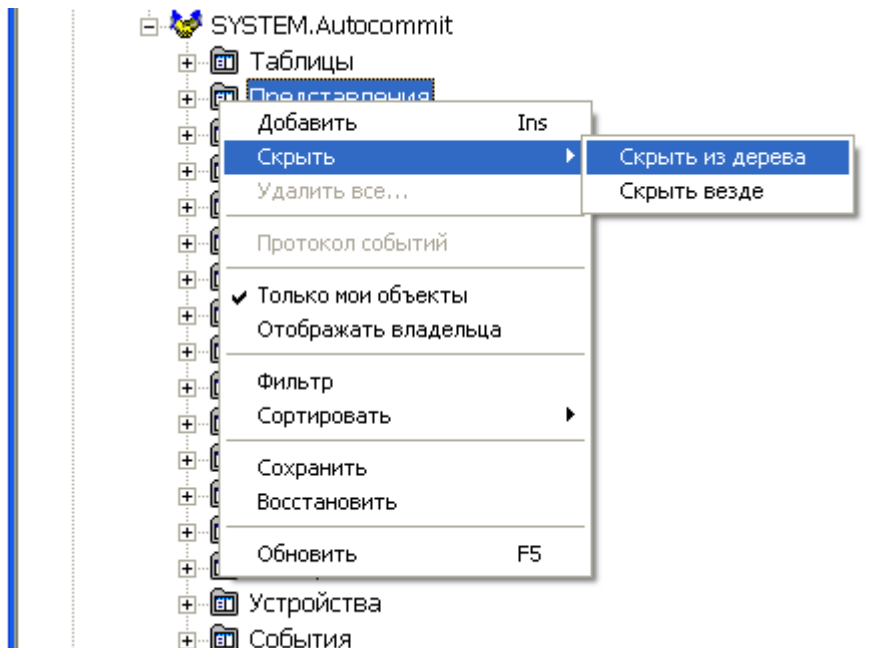 SYSTEM.Autocommit
Таблицы
Представления
Добавить Ins
Скрыть Скрыть из дерева
Удалить все... Скрыть везде
Протокол событий
Только мои объекты
Отображать владельца
Фильтр
Сортировать
Сохранить
Восстановить
Обновить F5
Устройства
События